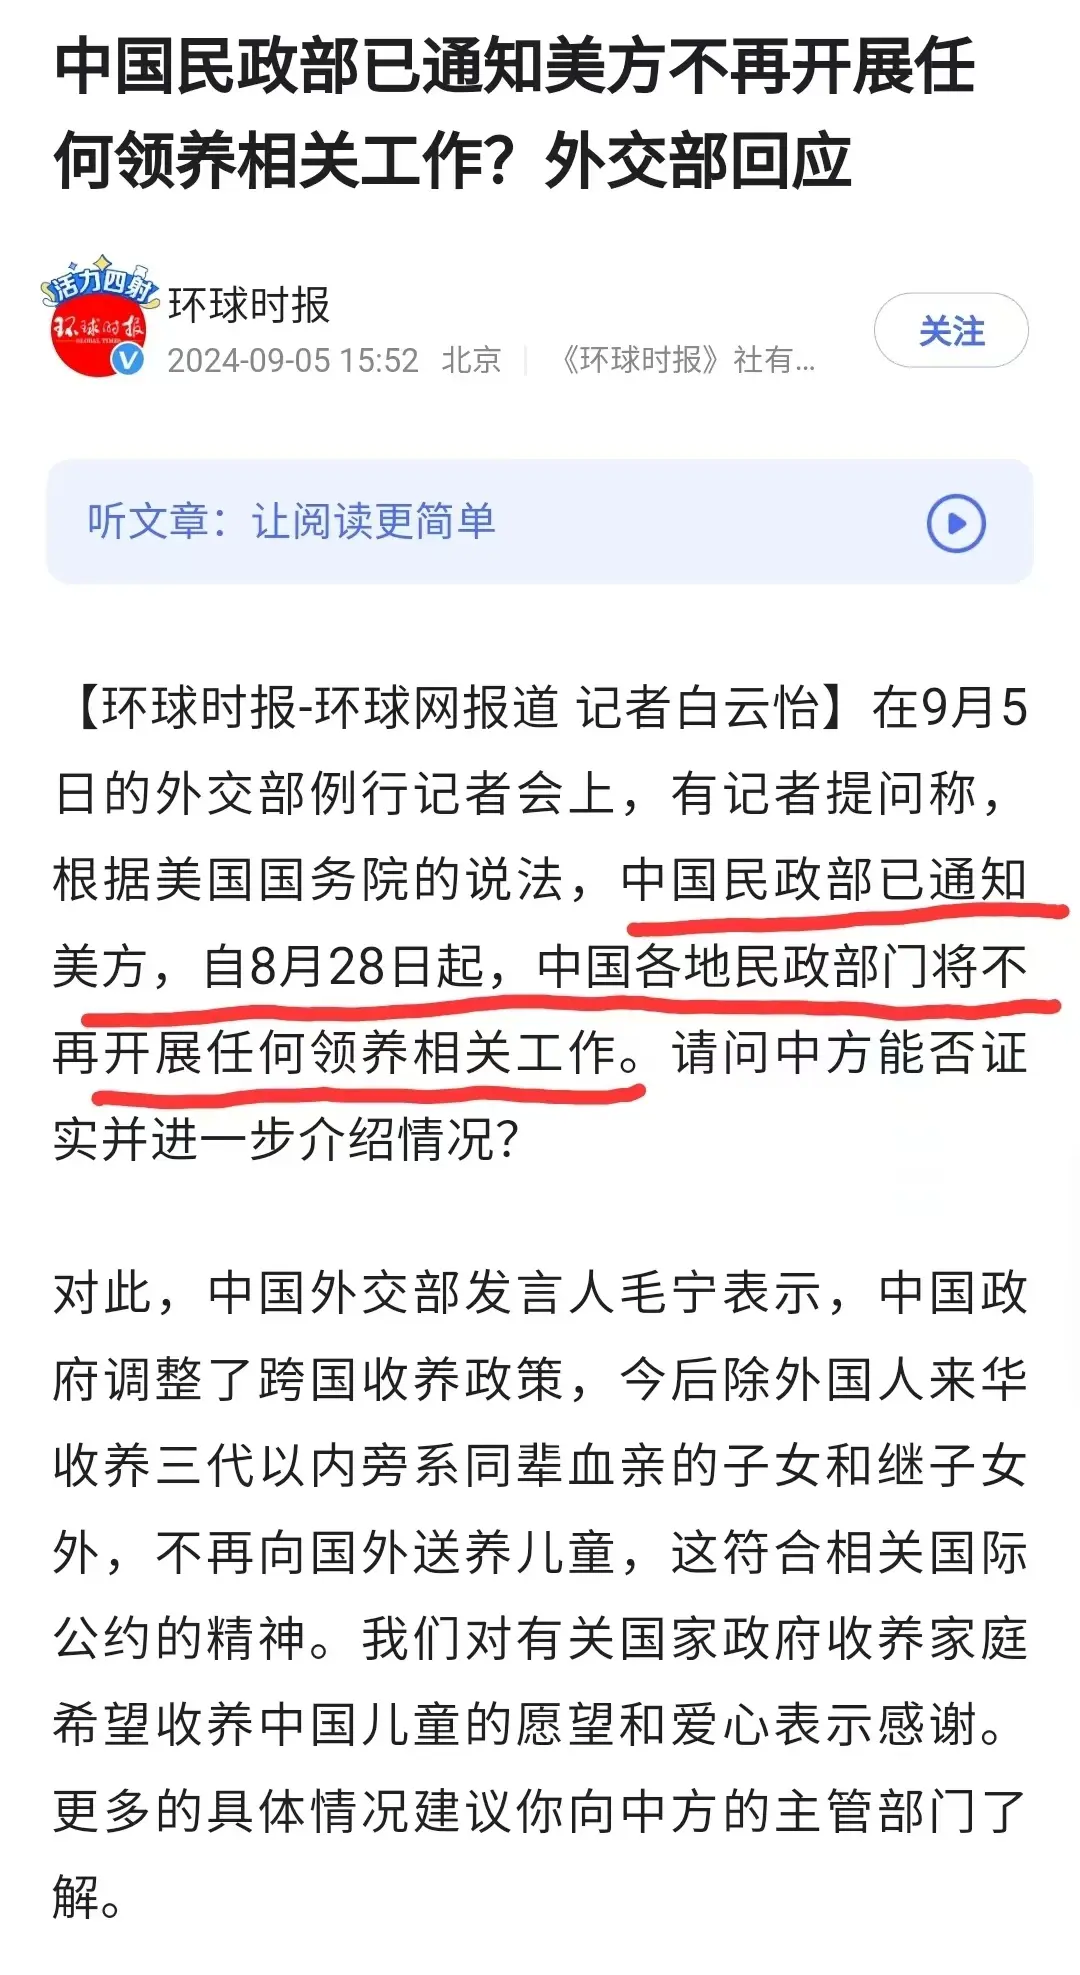 中国民政部已通知美方不再开展任
何领养相关工作？外交部回应
活力四射
环球时报
GLOBAL TIMES
V
环球时报
2024-09-05 15:52 北京 《环球时报》社有...
关注
听文章：让阅读更简单
【环球时报-环球网报道 记者白云怡】在9月5
日的外交部例行记者会上，有记者提问称，
根据美国国务院的说法，中国民政部已通知
美方，自8月28日起，中国各地民政部门将不
再开展任何领养相关工作。请问中方能否证
实并进一步介绍情况？
对此，中国外交部发言人毛宁表示，中国政
府调整了跨国收养政策，今后除外国人来华
收养三代以内旁系同辈血亲的子女和继子女
外，不再向国外送养儿童，这符合相关国际
公约的精神。我们对有关国家政府收养家庭
希望收养中国儿童的愿望和爱心表示感谢。
更多的具体情况建议你向中方的主管部门了
解。